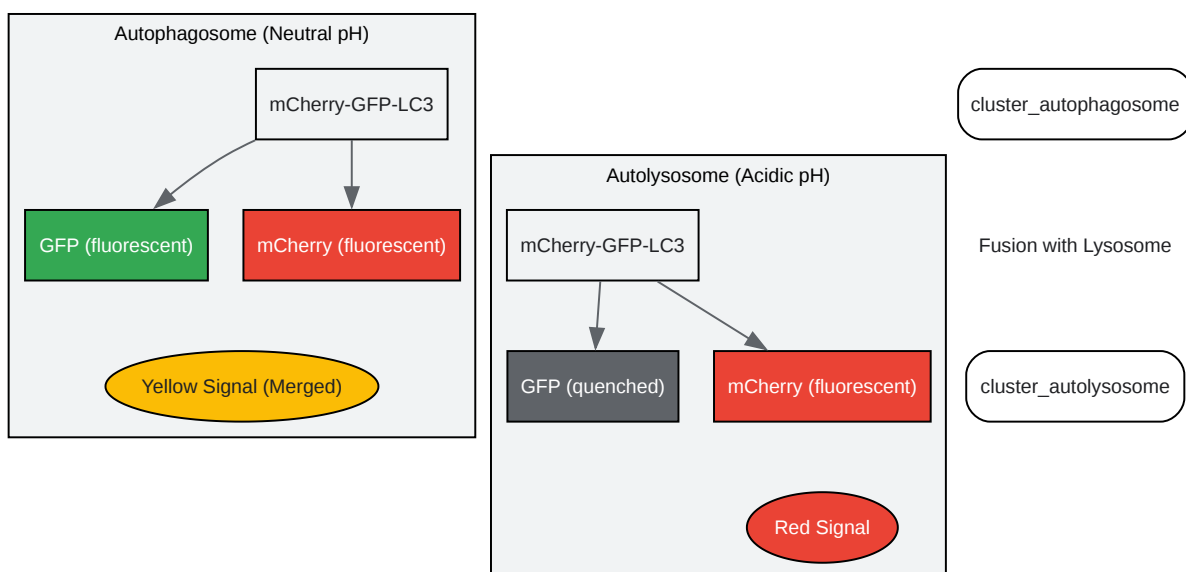 Autophagosome (Neutral pH)
mCherry-GFP-LC3
GFP (fluorescent)
mCherry (fluorescent)
Yellow Signal (Merged)
Autolysosome (Acidic pH)
mCherry-GFP-LC3
GFP (quenched)
mCherry (fluorescent)
Red Signal
cluster_autophagosome
Fusion with Lysosome
cluster_autolysosome